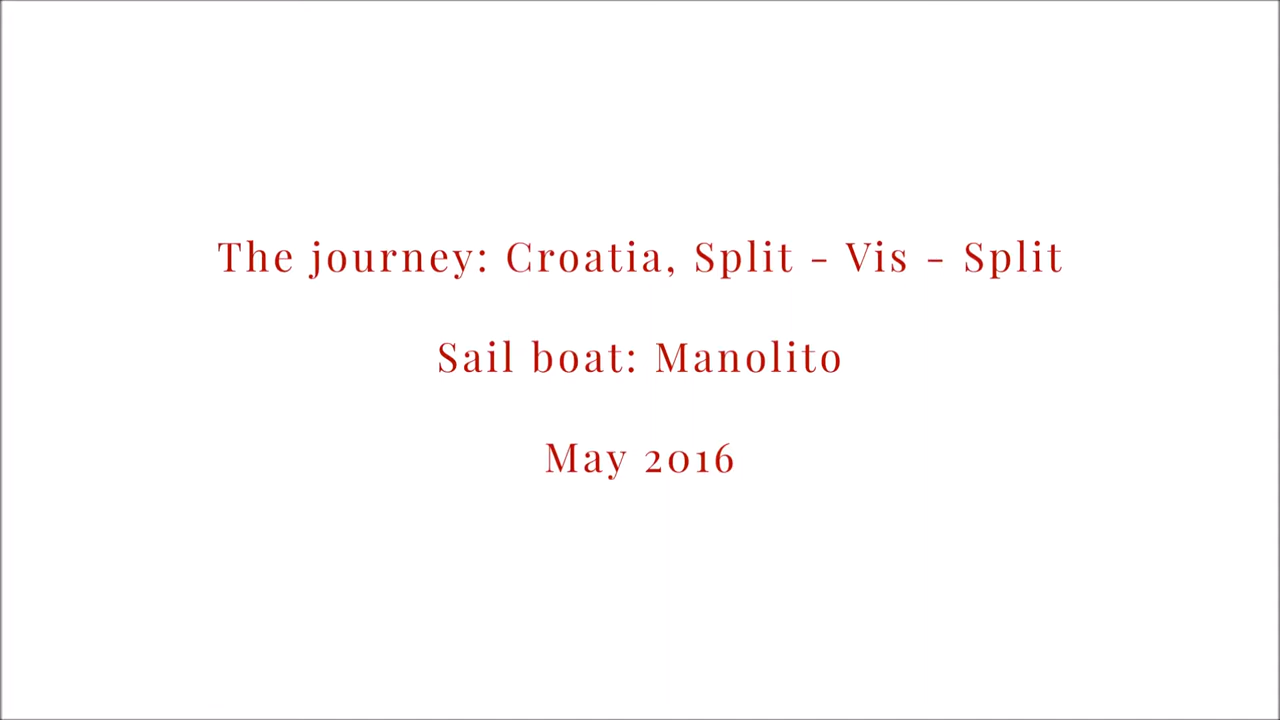 The journey: Croatia, Split - Vis - Split
Sail boat: Manolito
May 2016